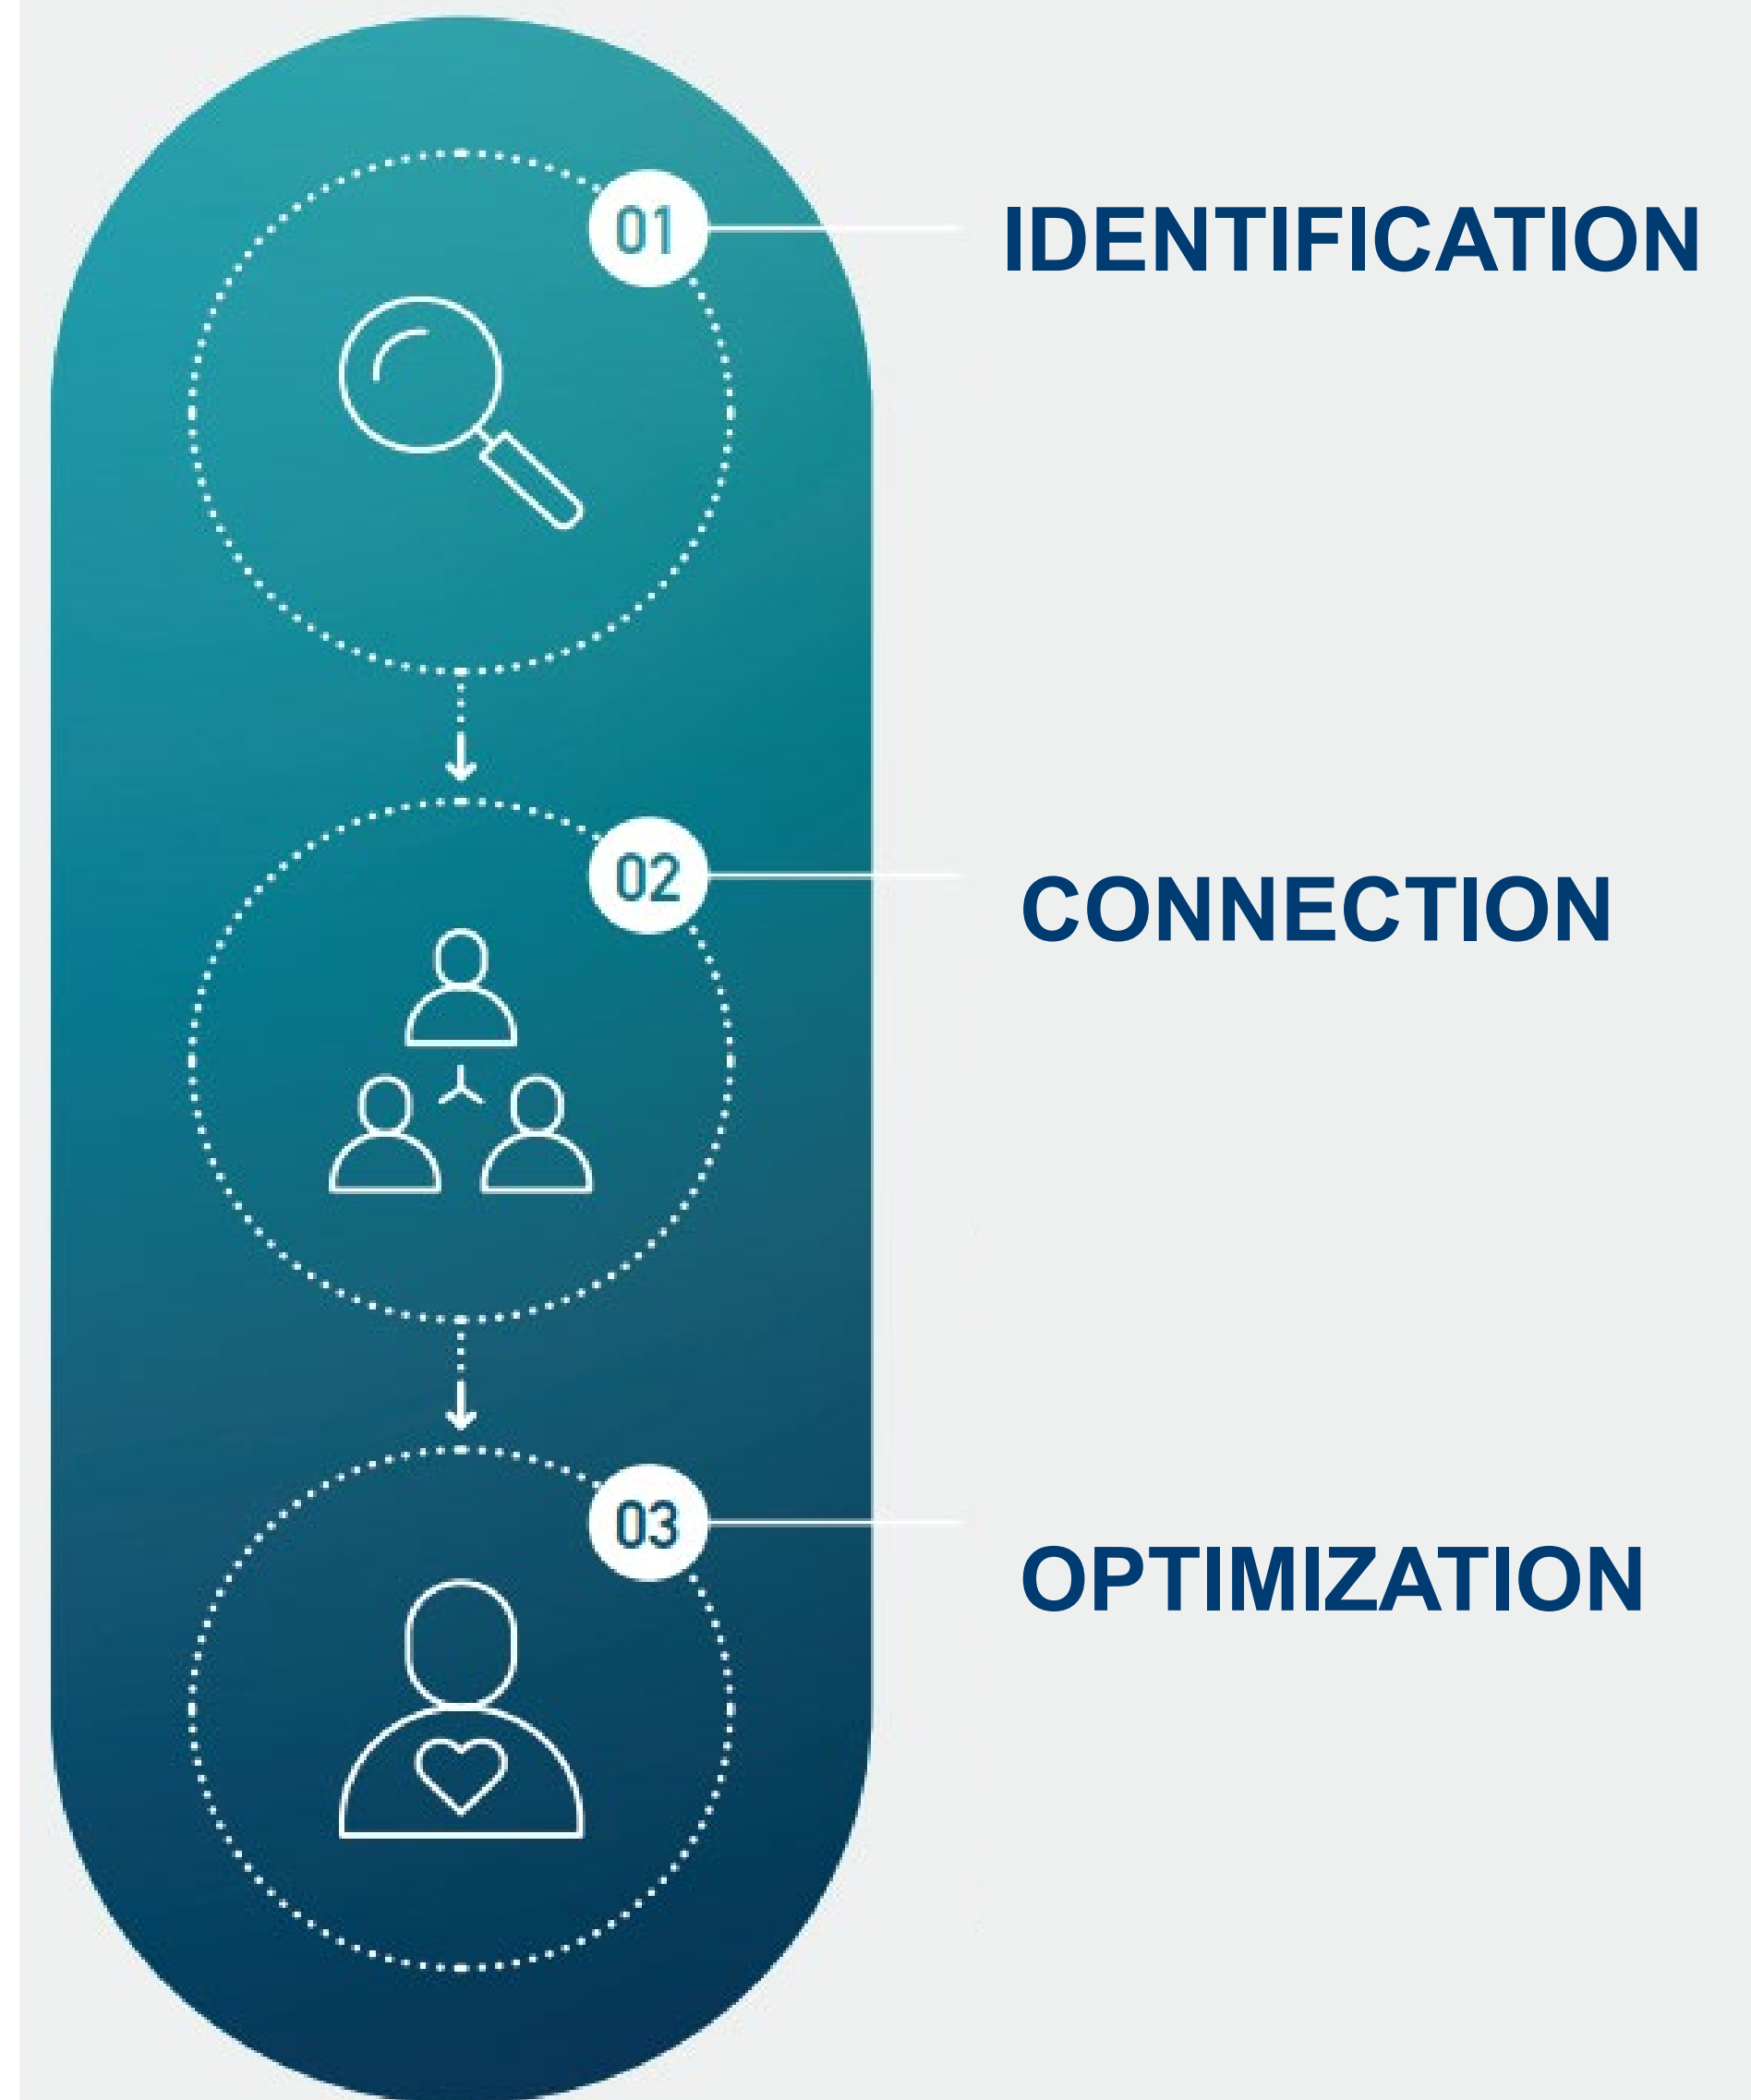 01
IDENTIFICATION
02
CONNECTION
03
OPTIMIZATION